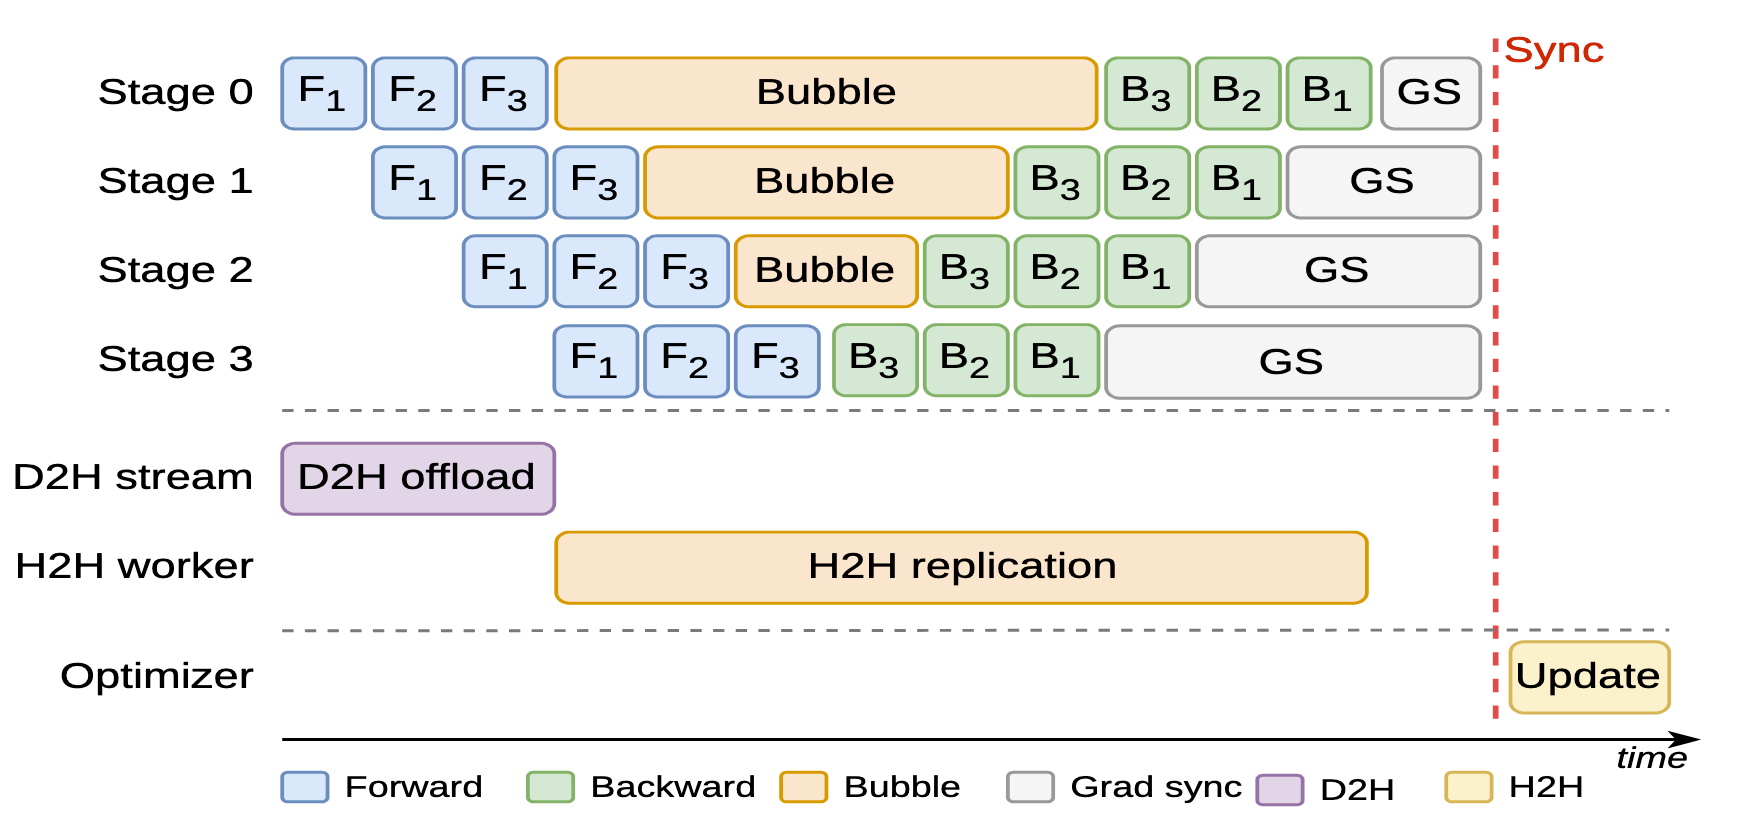 Sync
Stage 0 F₁ F₂ F₃ Bubble B₃ B₂ B₁ GS
Stage 1 F₁ F₂ F₃ Bubble B₃ B₂ B₁ GS
Stage 2 F₁ F₂ F₃ Bubble B₃ B₂ B₁ GS
Stage 3 F₁ F₂ F₃ B₃ B₂ B₁ GS
D2H stream D2H offload
H2H worker H2H replication
Optimizer Update
time
Forward Backward Bubble Grad sync D2H H2H